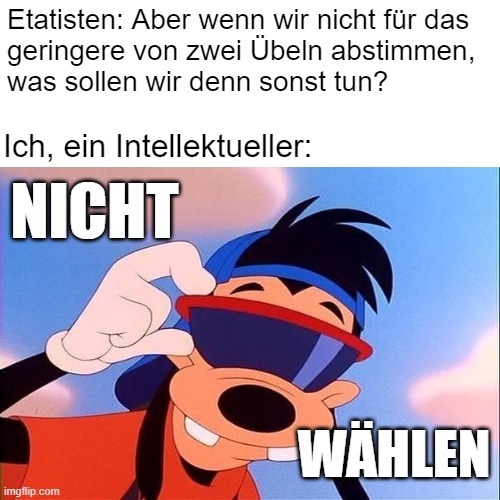 Etatisten: Aber wenn wir nicht für das
geringere von zwei Übeln abstimmen,
was sollen wir denn sonst tun?
Ich, ein Intellektueller:
NICHT
WÄHLEN
imgflip.com